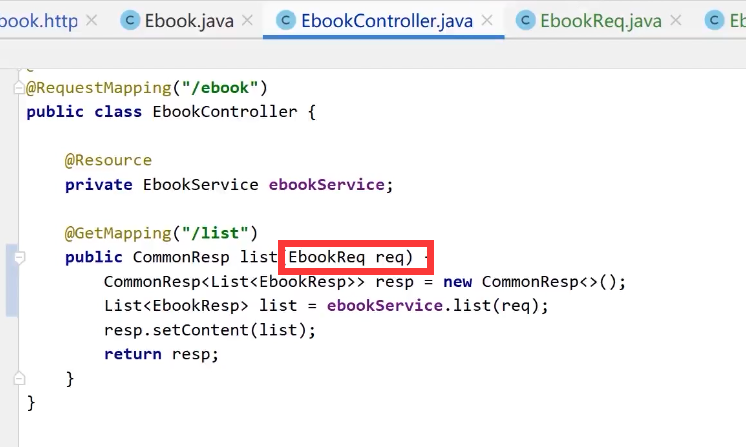 book.http × C Ebook.java × C EbookController.java × C EbookReq.java × C Eb
@RequestMapping("/ebook")
public class EbookController {
@Resource
private EbookService ebookService;
@GetMapping("/list")
public CommonResp list(EbookReq req) {
CommonResp<List<EbookResp>> resp = new CommonResp<>();
List<EbookResp> list = ebookService.list(req);
resp.setContent(list);
return resp;
}
}